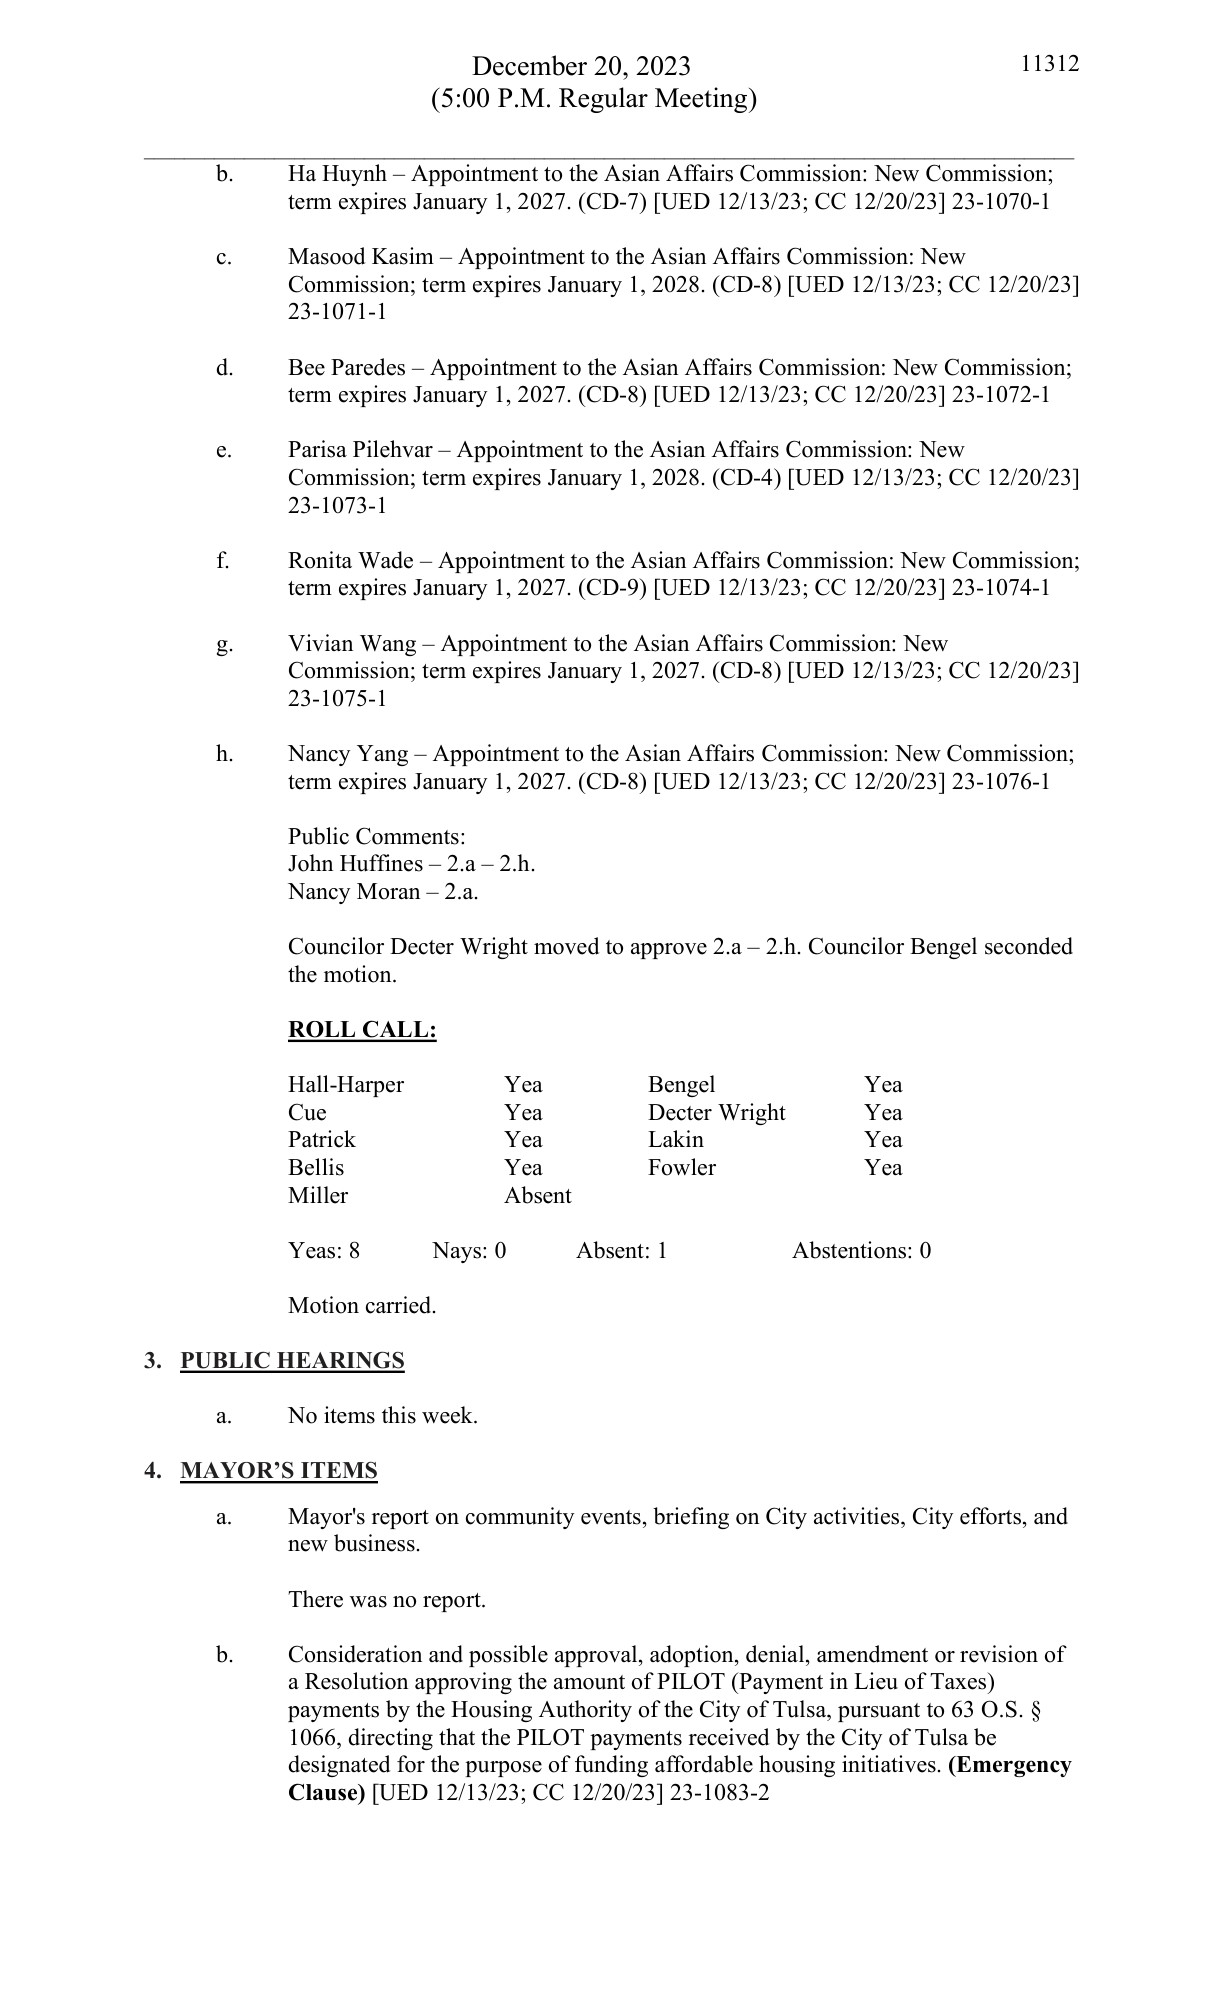 December 20, 2023
11312
(5:00 P.M. Regular Meeting)
b. Ha Huynh – Appointment to the Asian Affairs Commission: New Commission;
term expires January 1, 2027. (CD-7) [UED 12/13/23; CC 12/20/23] 23-1070-1
c. Masood Kasim – Appointment to the Asian Affairs Commission: New
Commission; term expires January 1, 2028. (CD-8) [UED 12/13/23; CC 12/20/23]
23-1071-1
d. Bee Paredes – Appointment to the Asian Affairs Commission: New Commission;
term expires January 1, 2027. (CD-8) [UED 12/13/23; CC 12/20/23] 23-1072-1
e. Parisa Pilehvar – Appointment to the Asian Affairs Commission: New
Commission; term expires January 1, 2028. (CD-4) [UED 12/13/23; CC 12/20/23]
23-1073-1
f. Ronita Wade – Appointment to the Asian Affairs Commission: New Commission;
term expires January 1, 2027. (CD-9) [UED 12/13/23; CC 12/20/23] 23-1074-1
g. Vivian Wang – Appointment to the Asian Affairs Commission: New
Commission; term expires January 1, 2027. (CD-8) [UED 12/13/23; CC 12/20/23]
23-1075-1
h. Nancy Yang – Appointment to the Asian Affairs Commission: New Commission;
term expires January 1, 2027. (CD-8) [UED 12/13/23; CC 12/20/23] 23-1076-1
Public Comments:
John Huffines – 2.a – 2.h.
Nancy Moran – 2.a.
Councilor Decter Wright moved to approve 2.a – 2.h. Councilor Bengel seconded
the motion.
ROLL CALL:
Hall-Harper Yea Bengel Yea
Cue Yea Decter Wright Yea
Patrick Yea Lakin Yea
Bellis Yea Fowler Yea
Miller Absent
Yeas: 8 Nays: 0 Absent: 1 Abstentions: 0
Motion carried.
3. PUBLIC HEARINGS
a. No items this week.
4. MAYOR’S ITEMS
a. Mayor's report on community events, briefing on City activities, City efforts, and
new business.
There was no report.
b. Consideration and possible approval, adoption, denial, amendment or revision of
a Resolution approving the amount of PILOT (Payment in Lieu of Taxes)
payments by the Housing Authority of the City of Tulsa, pursuant to 63 O.S. §
1066, directing that the PILOT payments received by the City of Tulsa be
designated for the purpose of funding affordable housing initiatives. (Emergency
Clause) [UED 12/13/23; CC 12/20/23] 23-1083-2